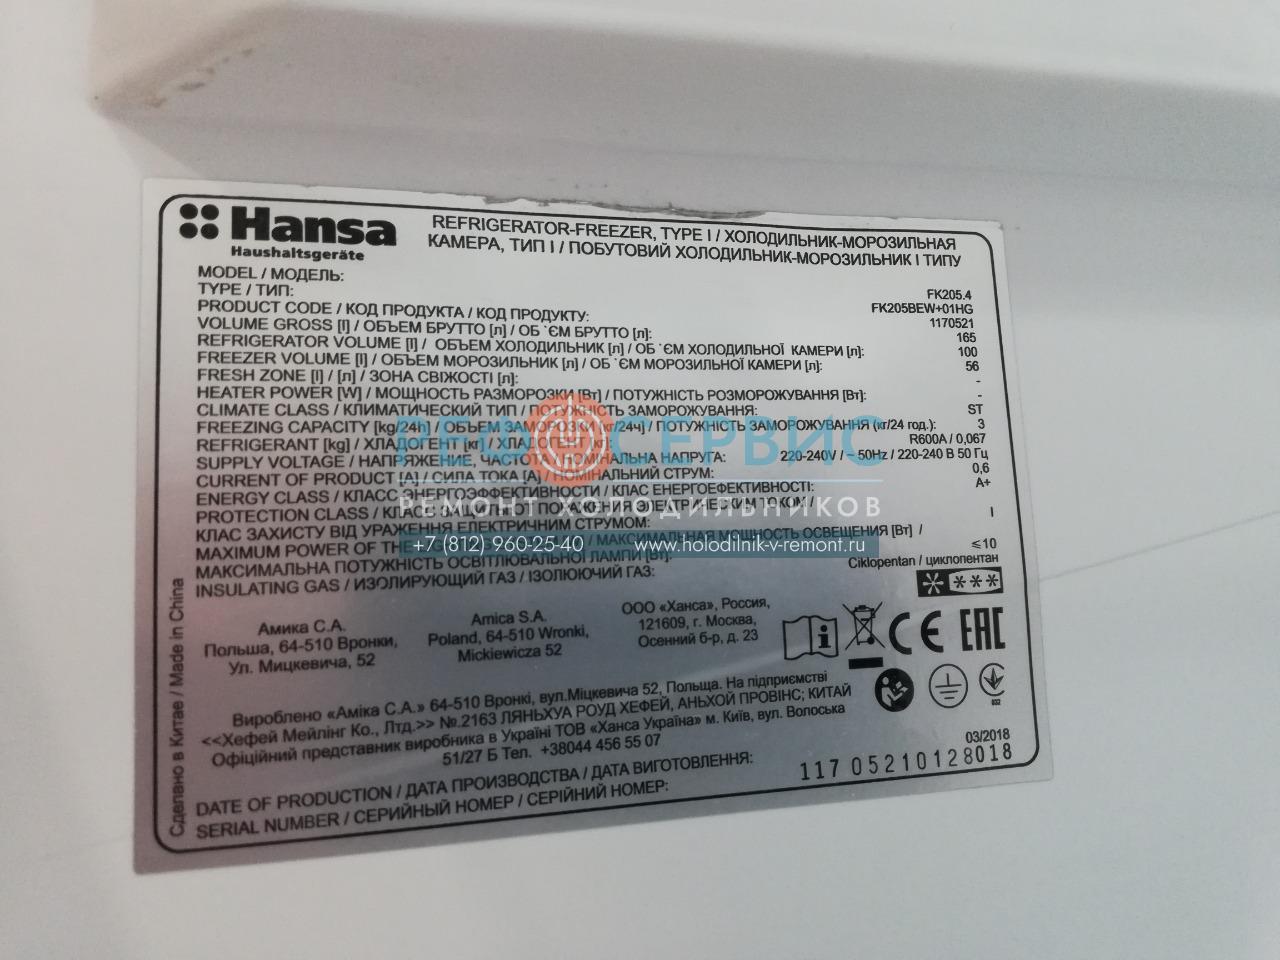 Hansa
Haushaltsgeräte
REFRIGERATOR-FREEZER, TYPE I / ХОЛОДИЛЬНИК-МОРОЗИЛЬНАЯ
КАМЕРА, ТИП I / ПОБУТОВИЙ ХОЛОДИЛЬНИК-МОРОЗИЛЬНИК I ТИПУ
MODEL / МОДЕЛЬ: FK205.4
TYPE / ТИП: FK205BEW+01HG
PRODUCT CODE / КОД ПРОДУКТА / КОД ПРОДУКТУ: 1170521
VOLUME GROSS [l] / ОБЪЕМ БРУТТО [л] / ОБ`ЄМ БРУТТО [л]: 165
REFRIGERATOR VOLUME [l] / ОБЪЕМ ХОЛОДИЛЬНИК [л] / ОБ`ЄМ ХОЛОДИЛЬНОЇ КАМЕРИ [л]: 100
FREEZER VOLUME [l] / ОБЪЕМ МОРОЗИЛЬНИК [л] / ОБ`ЄМ МОРОЗИЛЬНОЇ КАМЕРИ [л]: 56
FRESH ZONE [l] / [л] / ЗОНА СВІЖОСТІ [л]: -
HEATER POWER [W] / МОЩНОСТЬ РАЗМОРОЗКИ [Вт] / ПОТУЖНІСТЬ РОЗМОРОЖУВАННЯ [Вт]: -
CLIMATE CLASS / КЛИМАТИЧЕСКИЙ ТИП / ПОТУЖНІСТЬ ЗАМОРОЖУВАННЯ: ST
FREEZING CAPACITY [kg/24h] / ОБЪЕМ ЗАМОРОЗКИ [кг/24ч] / ПОТУЖНІСТЬ ЗАМОРОЖУВАННЯ (кг/24 год.): 3
REFRIGERANT [kg] / ХЛАДОГЕНТ [кг] / ХЛАДОГЕНТ [кг]: R600A / 0,067
SUPPLY VOLTAGE / НАПРЯЖЕНИЕ, ЧАСТОТА / НОМІНАЛЬНА НАПРУГА: 220-240V / ~ 50Hz / 220-240 В 50 Гц
CURRENT OF PRODUCT [A] / СИЛА ТОКА [А] / НОМІНАЛЬНИЙ СТРУМ: 0,6
ENERGY CLASS / КЛАСС ЭНЕРГОЭФФЕКТИВНОСТИ / КЛАС ЕНЕРГОЕФЕКТИВНОСТІ: A+
PROTECTION CLASS / КЛАСС ЗАЩИТЫ ПОРАЖЕНИЯ ЭЛЕКТРИЧЕСКИМ ТОКОМ /
КЛАС ЗАХИСТУ ВІД УРАЖЕННЯ ЕЛЕКТРИЧНИМ СТРУМОМ: I
MAXIMUM POWER OF THE МАКСИМАЛЬНАЯ МОЩНОСТЬ ОСВЕЩЕНИЯ [Вт] /
МАКСИМАЛЬНА ПОТУЖНІСТЬ ОСВІТЛЮВАЛЬНОЇ ЛАМПИ [Вт]: ≤10
INSULATING GAS / ИЗОЛИРУЮЩИЙ ГАЗ / ІЗОЛЮЮЧИЙ ГАЗ: Ciklopentan / циклопентан
РЕФ СЕРВИС
РЕМОНТ ХОЛОДИЛЬНИКОВ
+7 (812) 960-25-40 www.holodilnik-v-remont.ru
Амика С.А.
Польша, 64-510 Вронки,
Ул. Мицкевича, 52
Amica S.A.
Poland, 64-510 Wronki,
Mickiewicza 52
ООО «Ханса», Россия,
121609, г. Москва,
Осенний б-р, д. 23
CE EAC
032
Вироблено «Аміка С.А.» 64-510 Вронкі, вул.Міцкевича 52, Польща. На підприємстві
<<Хефей Мейлінг Ко., Лтд.>> №.2163 ЛЯНЬХУА РОУД ХЕФЕЙ, АНЬХОЙ ПРОВІНС; КИТАЙ
Офіційний представник виробника в Україні ТОВ «Ханса Україна» м. Київ, вул. Волоська
51/27 Б Тел. +38044 456 55 07
DATE OF PRODUCTION / ДАТА ПРОИЗВОДСТВА / ДАТА ВИГОТОВЛЕННЯ: 03/2018
SERIAL NUMBER / СЕРИЙНЫЙ НОМЕР / СЕРІЙНИЙ НОМЕР: 117 05210128018
Сделано в Китае / Made in China